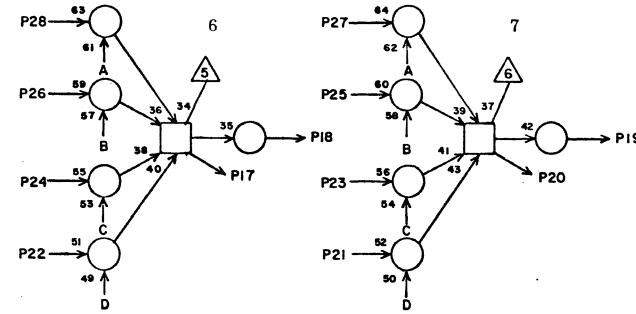 6
7
P28 63 61
P27 64 62
5
6
A
A
P26 59 57 36 34
P25 60 58 39 37
35 P18
42 P19
B
B
38 40
41 43
P17
P20
P24 55 53
P23 56 54
C
C
P22 51 49
P21 52 50
D
D